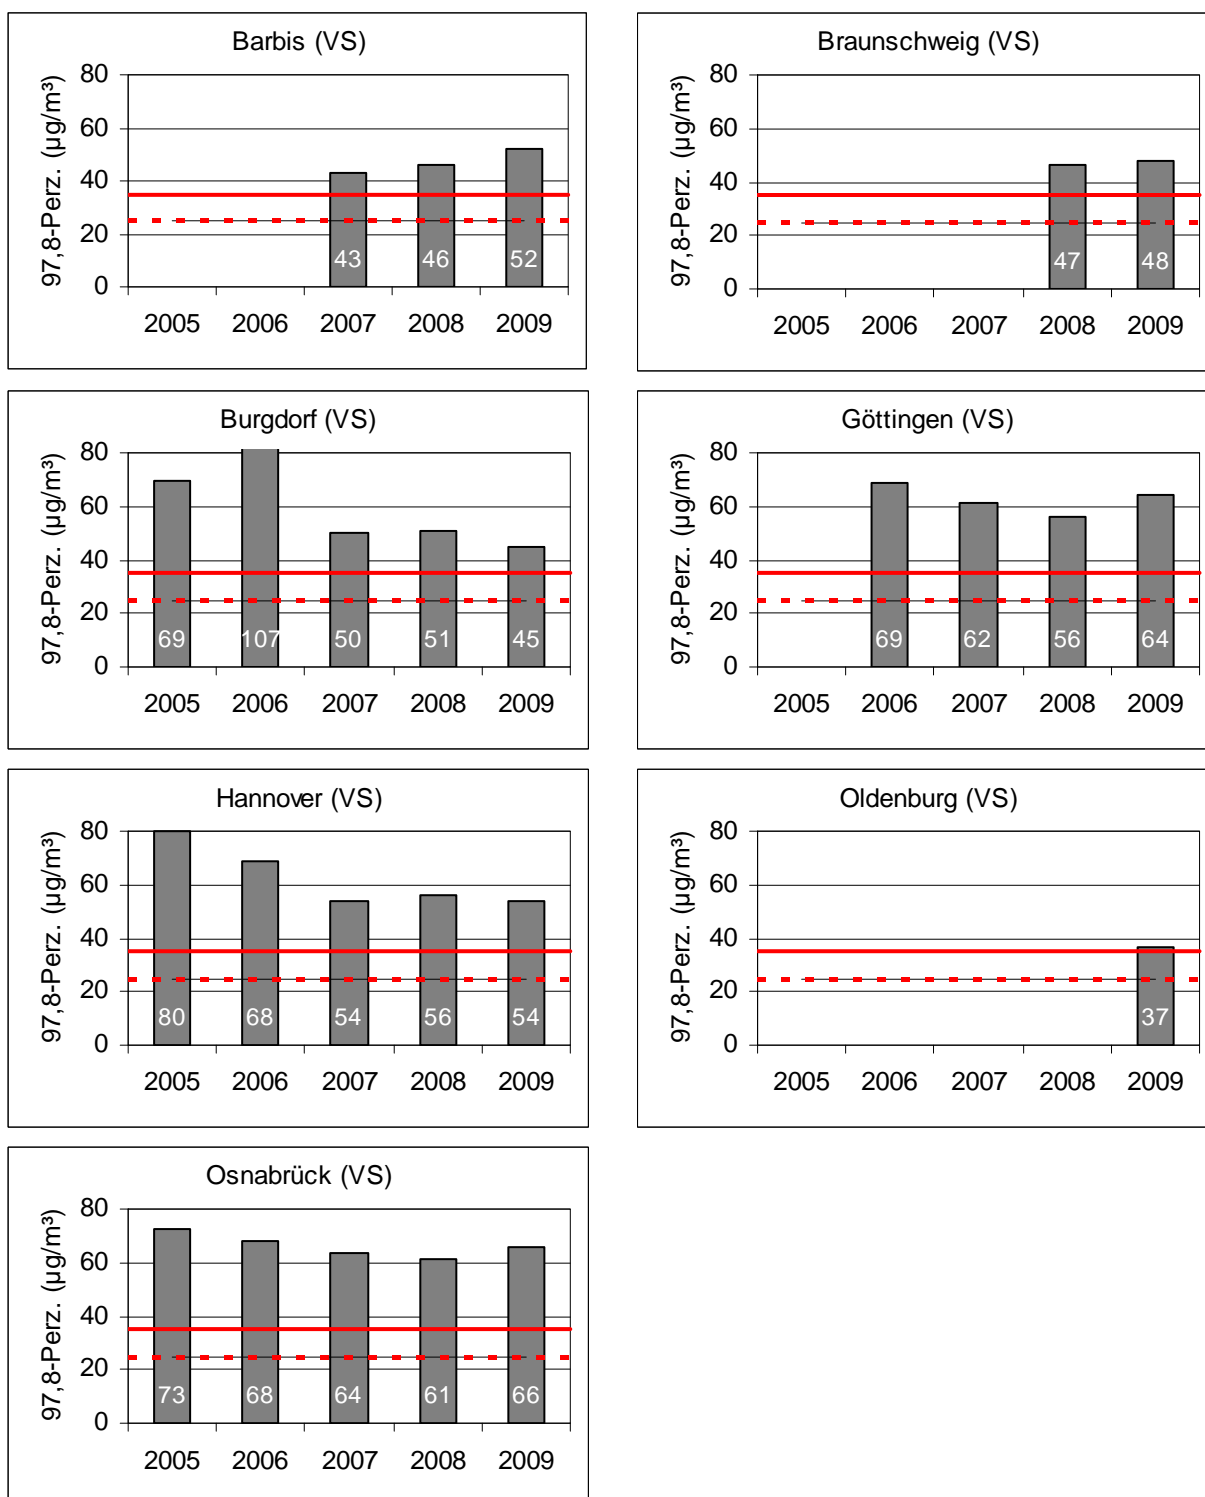 Barbis (VS)
97,8-Perz. (µg/m³)
80
60
40
20
0
43
46
52
2005 2006 2007 2008 2009
Braunschweig (VS)
97,8-Perz. (µg/m³)
80
60
40
20
0
47
48
2005 2006 2007 2008 2009
Burgdorf (VS)
97,8-Perz. (µg/m³)
80
60
40
20
0
69
107
50
51
45
2005 2006 2007 2008 2009
Göttingen (VS)
97,8-Perz. (µg/m³)
80
60
40
20
0
69
62
56
64
2005 2006 2007 2008 2009
Hannover (VS)
97,8-Perz. (µg/m³)
80
60
40
20
0
80
68
54
56
54
2005 2006 2007 2008 2009
Oldenburg (VS)
97,8-Perz. (µg/m³)
80
60
40
20
0
37
2005 2006 2007 2008 2009
Osnabrück (VS)
97,8-Perz. (µg/m³)
80
60
40
20
0
73
68
64
61
66
2005 2006 2007 2008 2009